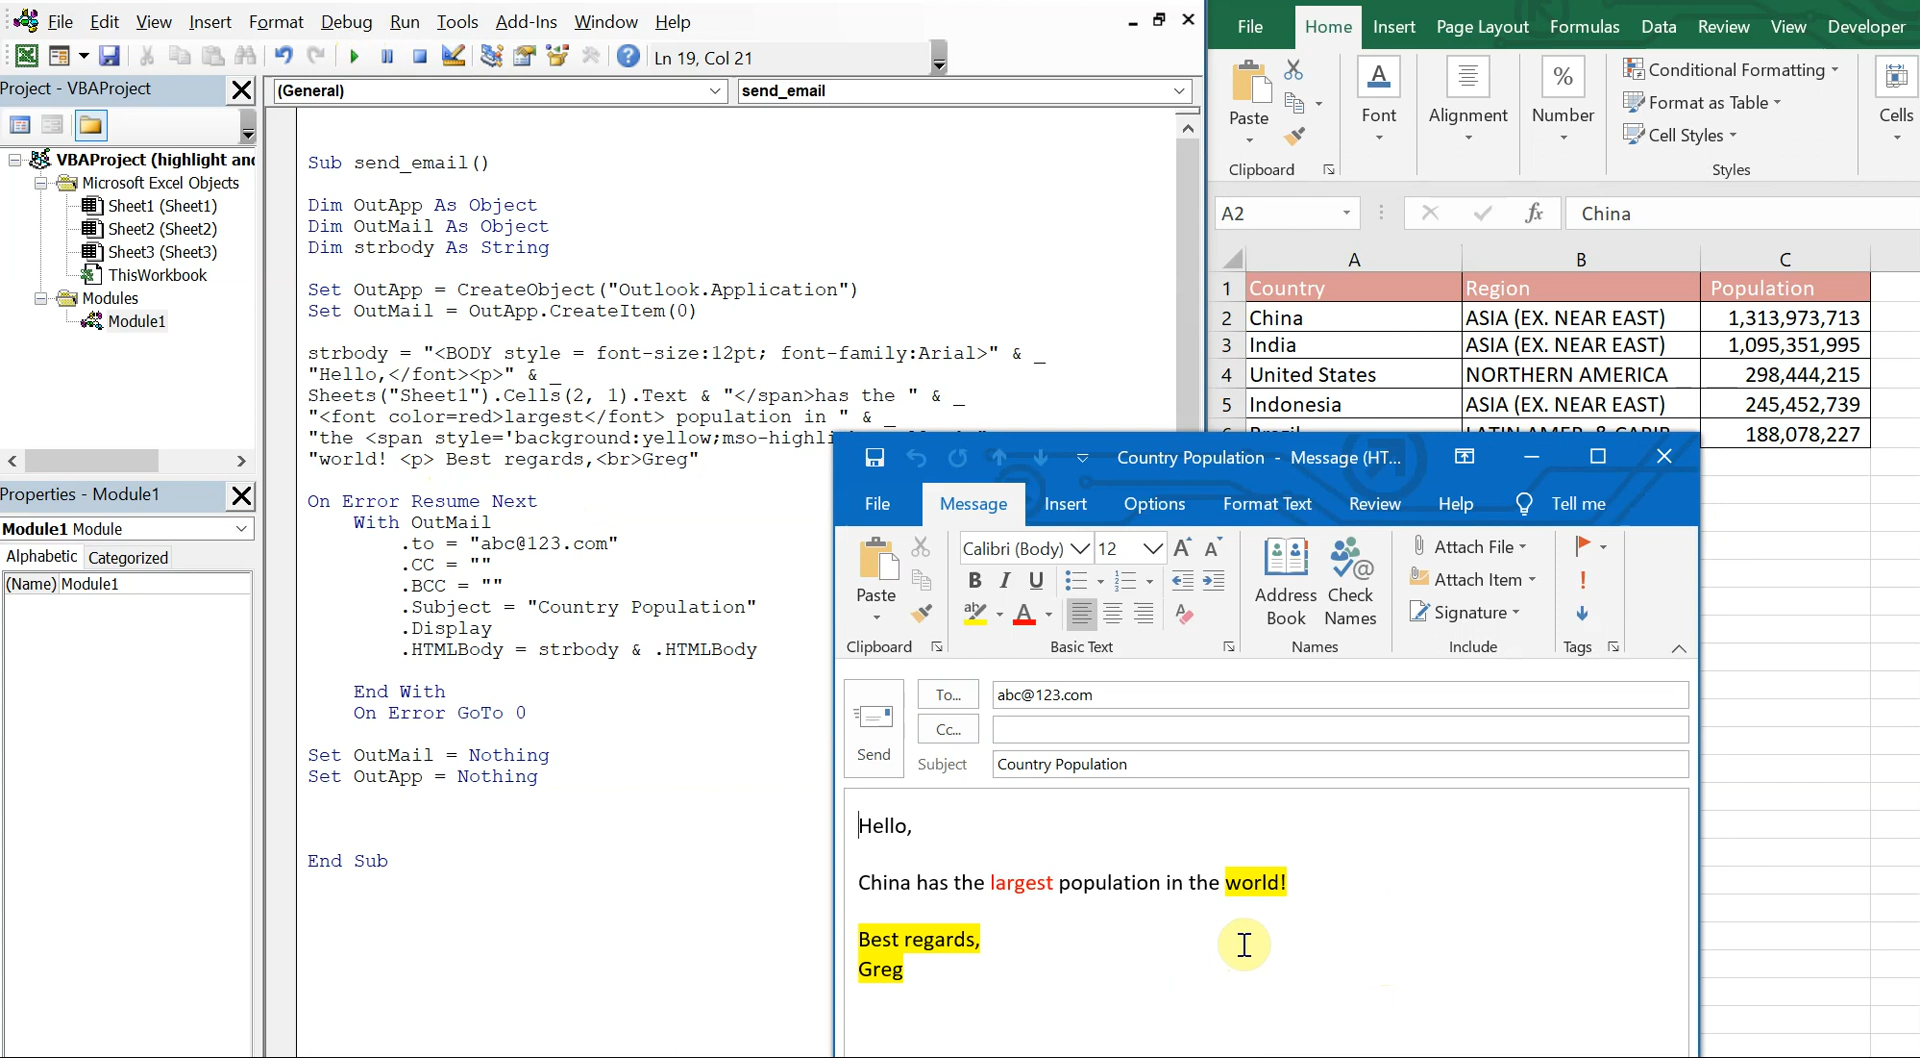 File Edit View Insert Format Debug Run Tools Add-Ins Window Help
Ln 19, Col 21
Project - VBAProject
VBAProject (highlight and
Microsoft Excel Objects
Sheet1 (Sheet1)
Sheet2 (Sheet2)
Sheet3 (Sheet3)
ThisWorkbook
Modules
Module1
Properties - Module1
Module1 Module
Alphabetic Categorized
(Name) Module1
(General) send_email
Sub send_email()
Dim OutApp As Object
Dim OutMail As Object
Dim strbody As String
Set OutApp = CreateObject("Outlook.Application")
Set OutMail = OutApp.CreateItem(0)
strbody = "<BODY style = font-size:12pt; font-family:Arial>" & _
"Hello,</font><p>" & _
Sheets("Sheet1").Cells(2, 1).Text & "</span>has the " & _
"<font color=red>largest</font> population in " & _
"the <span style='background:yellow;mso-highli
"world! <p> Best regards,<br>Greg"
On Error Resume Next
With OutMail
.to = "abc@123.com"
.CC = ""
.BCC = ""
.Subject = "Country Population"
.Display
.HTMLBody = strbody & .HTMLBody
End With
On Error GoTo 0
Set OutMail = Nothing
Set OutApp = Nothing
End Sub
File Home Insert Page Layout Formulas Data Review View Developer
Paste
Font
Alignment
%
Number
Conditional Formatting
Format as Table
Cell Styles
Cells
Clipboard Styles
A2 fx China
A B C
1 Country Region Population
2 China ASIA (EX. NEAR EAST) 1,313,973,713
3 India ASIA (EX. NEAR EAST) 1,095,351,995
4 United States NORTHERN AMERICA 298,444,215
5 Indonesia ASIA (EX. NEAR EAST) 245,452,739
188,078,227
Country Population - Message (HT...
File Message Insert Options Format Text Review Help Tell me
Paste
Calibri (Body) 12 A A
B I U
ab A
Address Book
Check Names
Attach File
Attach Item
Signature
Clipboard Basic Text Names Include Tags
Send
To... abc@123.com
Cc...
Subject Country Population
Hello,
China has the largest population in the world!
Best regards,
Greg